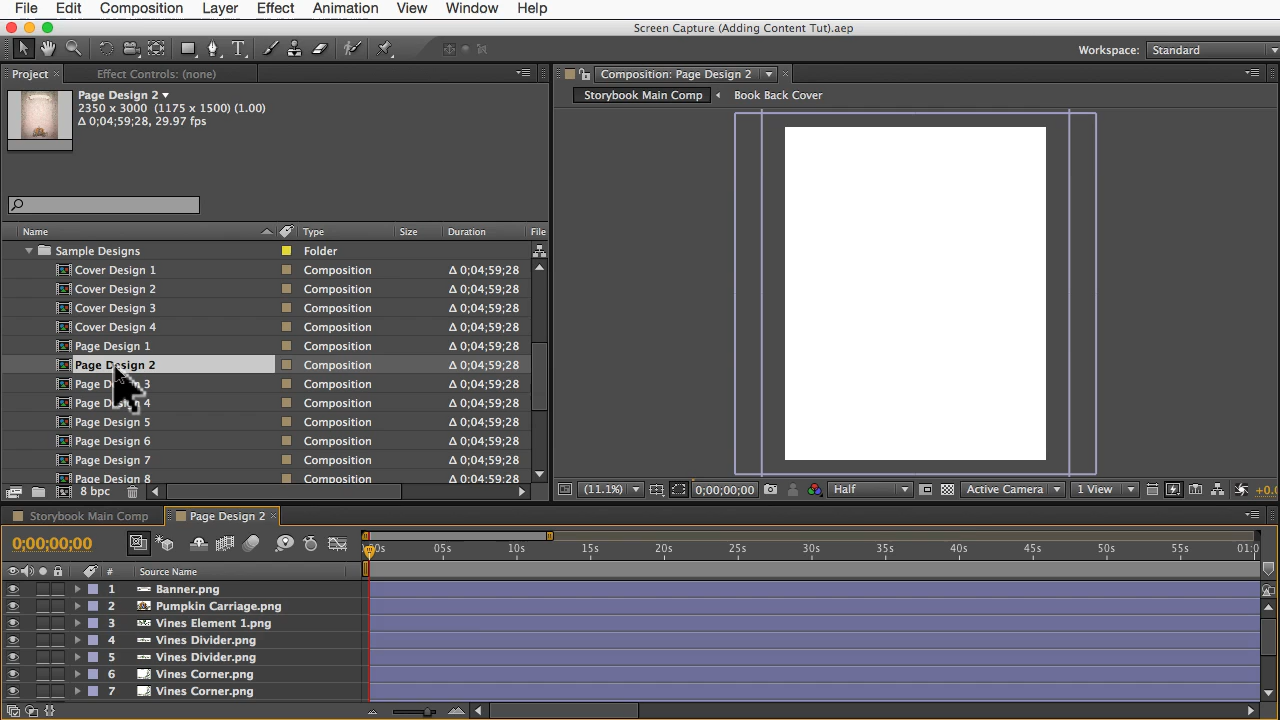 File Edit Composition Layer Effect Animation View Window Help
Screen Capture (Adding Content Tut).aep
Workspace: Standard
Project Effect Controls: (none)
Composition: Page Design 2
Page Design 2
2350 x 3000 (1175 x 1500) (1.00)
Δ 0;04;59;28, 29.97 fps
Storybook Main Comp Book Back Cover
Name Type Size Duration File
Sample Designs Folder
Cover Design 1 Composition Δ 0;04;59;28
Cover Design 2 Composition Δ 0;04;59;28
Cover Design 3 Composition Δ 0;04;59;28
Cover Design 4 Composition Δ 0;04;59;28
Page Design 1 Composition Δ 0;04;59;28
Page Design 2 Composition Δ 0;04;59;28
Page Design 3 Composition Δ 0;04;59;28
Page Design 4 Composition Δ 0;04;59;28
Page Design 5 Composition Δ 0;04;59;28
Page Design 6 Composition Δ 0;04;59;28
Page Design 7 Composition Δ 0;04;59;28
Page Design 8 Composition Δ 0;04;59;28
8 bpc
(11.1%) 0;00;00;00 Half Active Camera 1 View +0.0
Storybook Main Comp Page Design 2
0;00;00;00
05s 10s 15s 20s 25s 30s 35s 40s 45s 50s 55s 01:0
# Source Name
1 Banner.png
2 Pumpkin Carriage.png
3 Vines Element 1.png
4 Vines Divider.png
5 Vines Divider.png
6 Vines Corner.png
7 Vines Corner.png